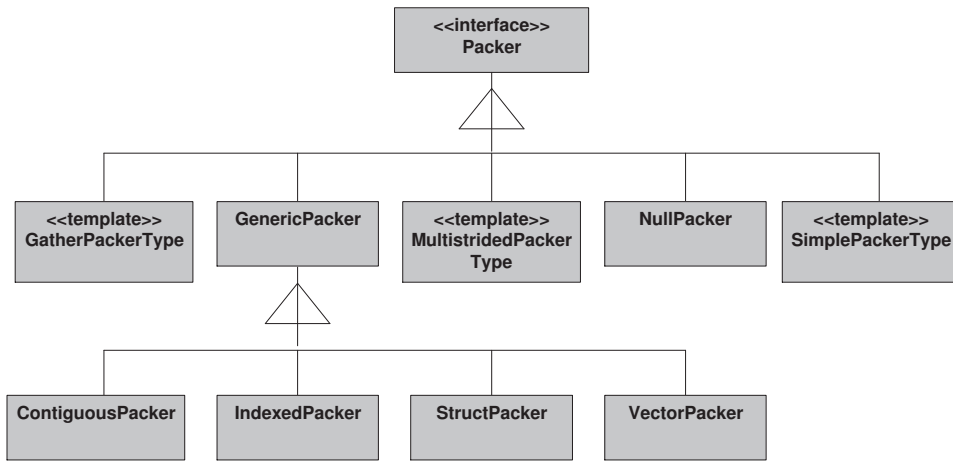 <<interface>>
Packer
<<template>>
GatherPackerType
GenericPacker
<<template>>
MultistridedPacker
Type
NullPacker
<<template>>
SimplePackerType
ContiguousPacker
IndexedPacker
StructPacker
VectorPacker